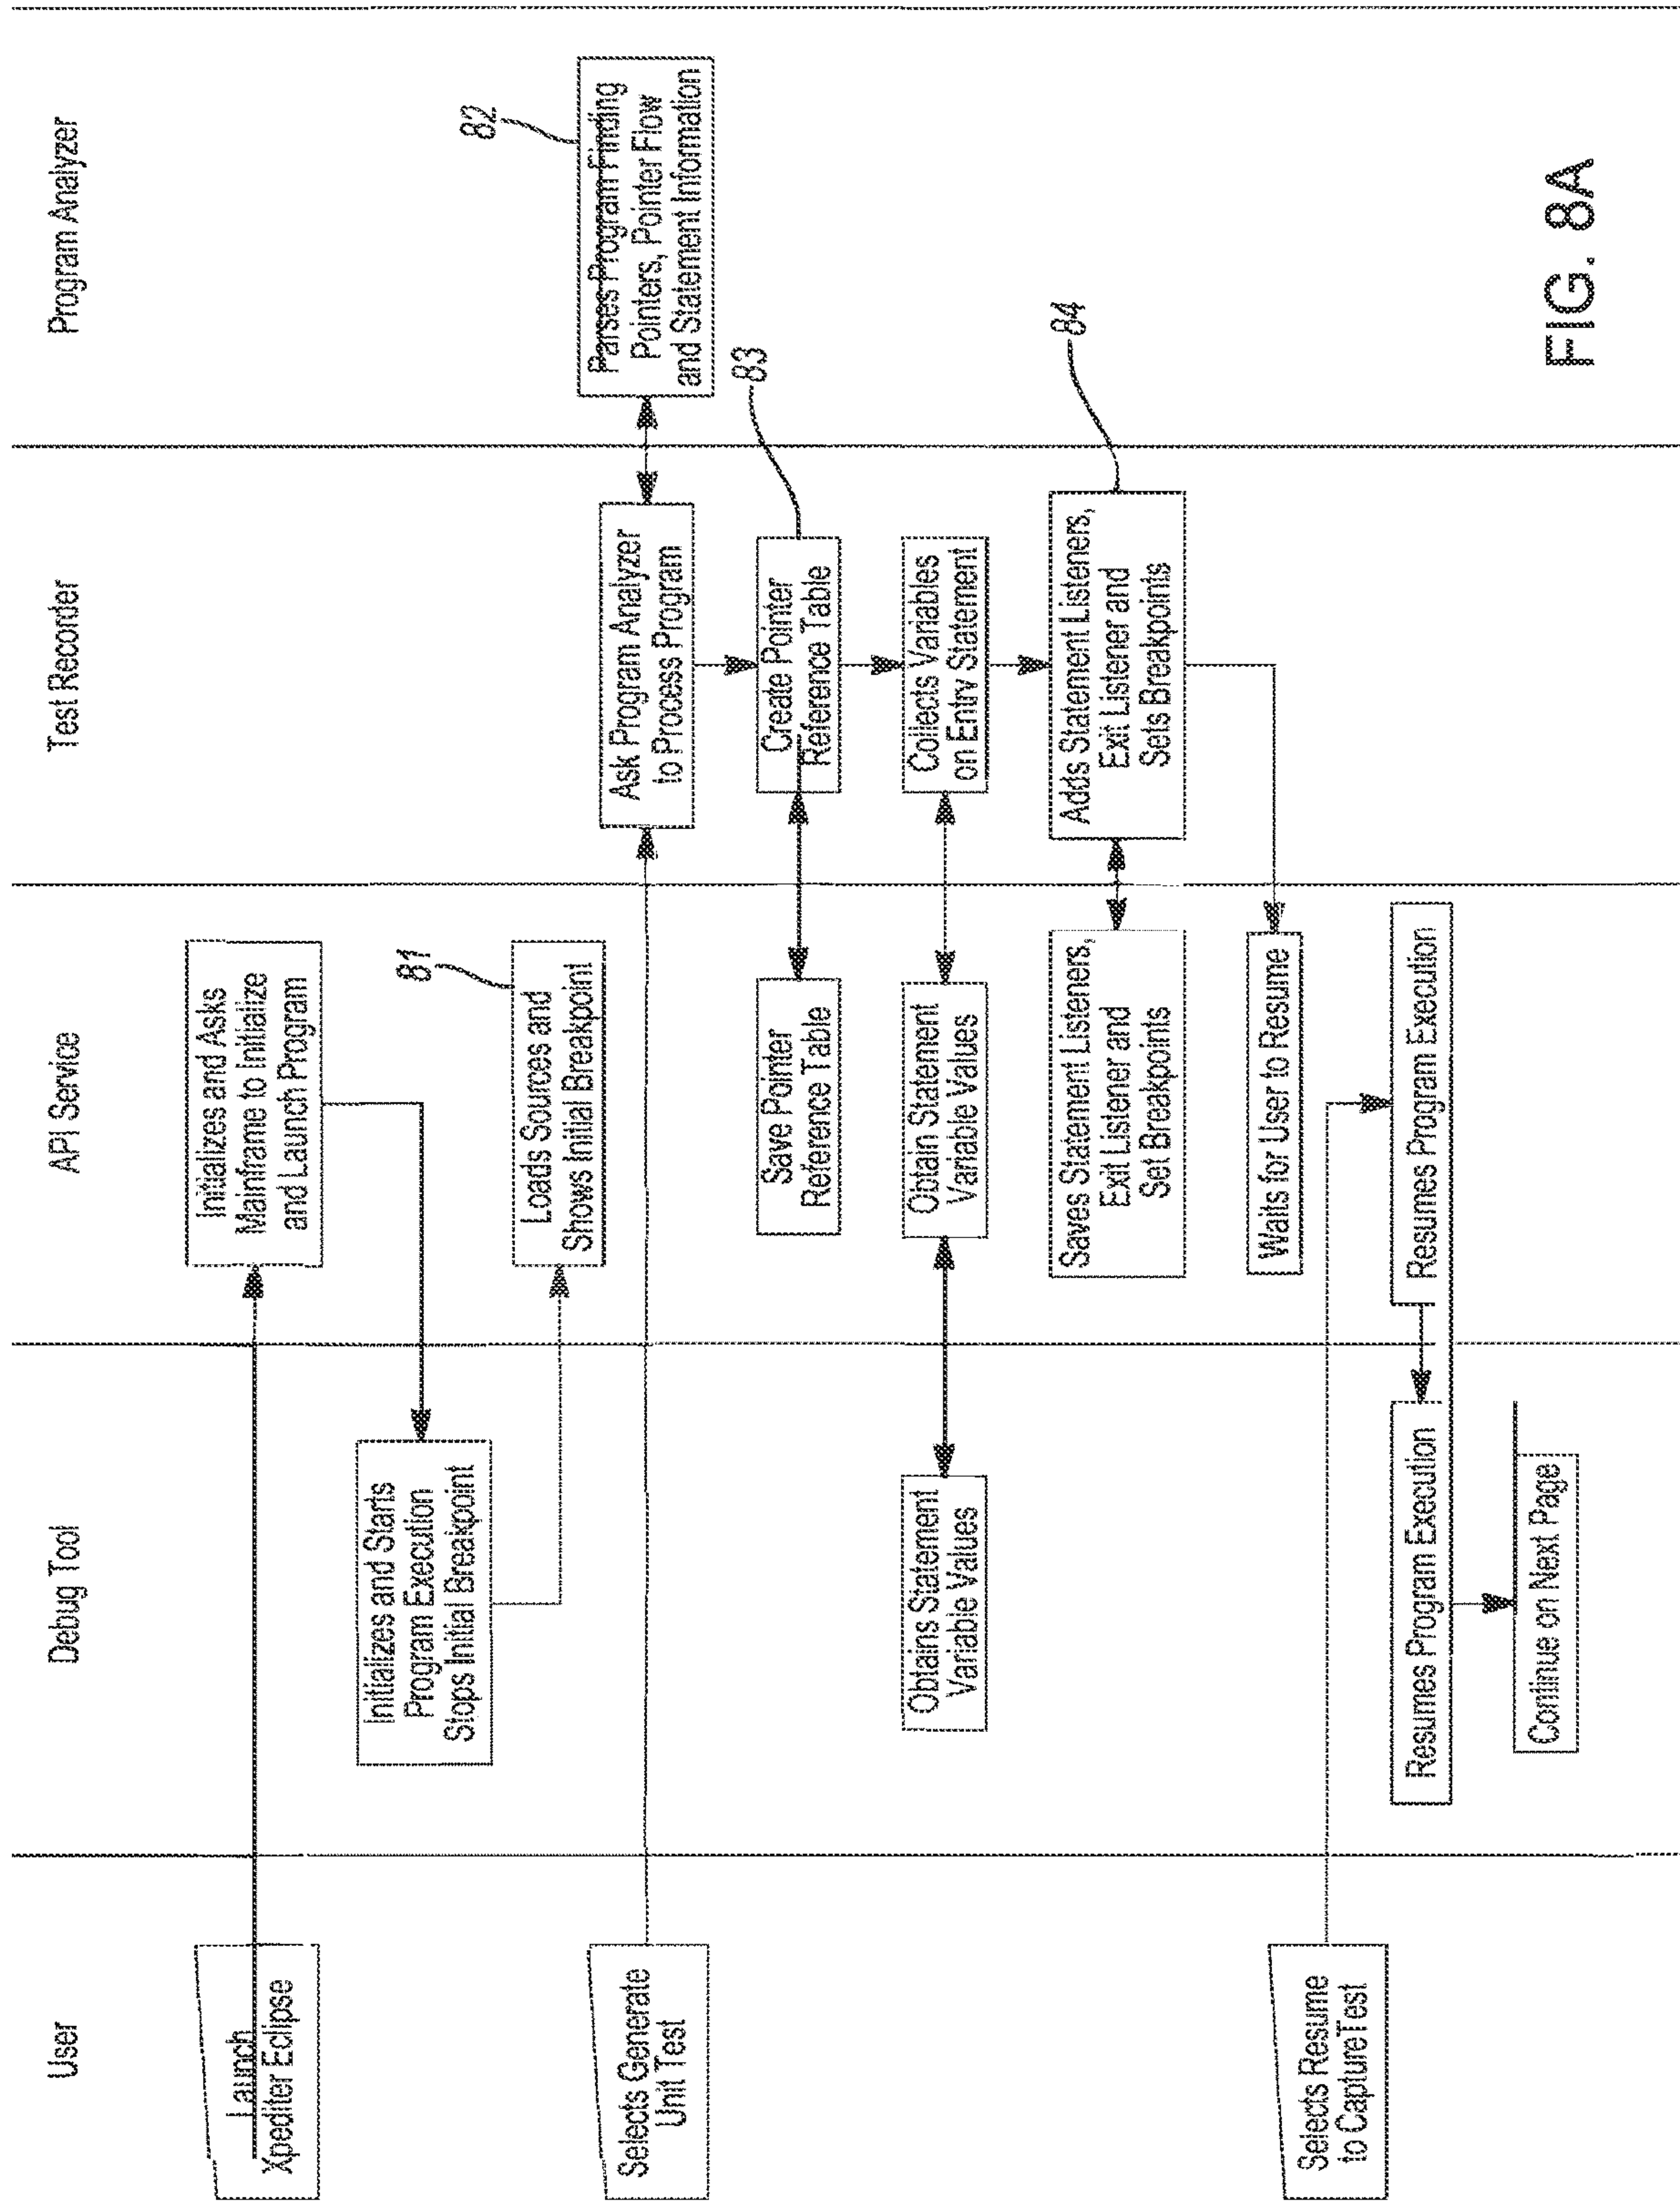 User
Debug Tool
API Service
Test Recorder
Program Analyzer
Launch
Xpediter Eclipse
Initializes and Asks
Mainframe to Initialize
and Launch Program
Initializes and Starts
Program Execution
Stops Initial Breakpoint
81
Loads Sources and
Shows Initial Breakpoint
Selects Generate
Unit Test
Ask Program Analyzer
to Process Program
82
Parses Program Finding
Pointers, Pointer Flow
and Statement Information
Save Pointer
Reference Table
Create Pointer
Reference Table
83
Obtains Statement
Variable Values
Obtain Statement
Variable Values
Collects Variables
on Entry Statement
Saves Statement Listeners,
Exit Listener and
Set Breakpoints
Adds Statement Listeners,
Exit Listener and
Sets Breakpoints
84
Waits for User to Resume
Selects Resume
to CaptureTest
Resumes Program Execution
Resumes Program Execution
Continue on Next Page
FIG. 8A